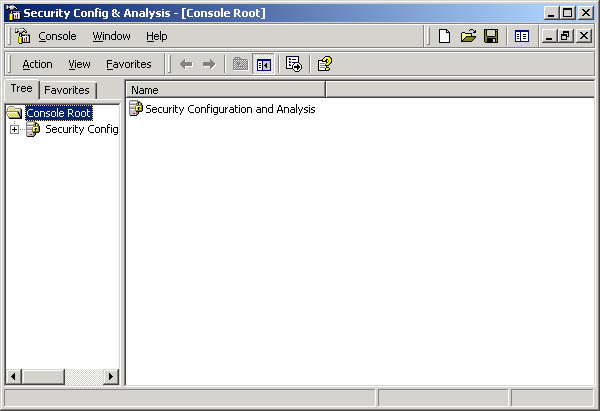 Security Config & Analysis - [Console Root]
Console Window Help
Action View Favorites
Tree Favorites Name
Console Root Security Configuration and Analysis
Security Config